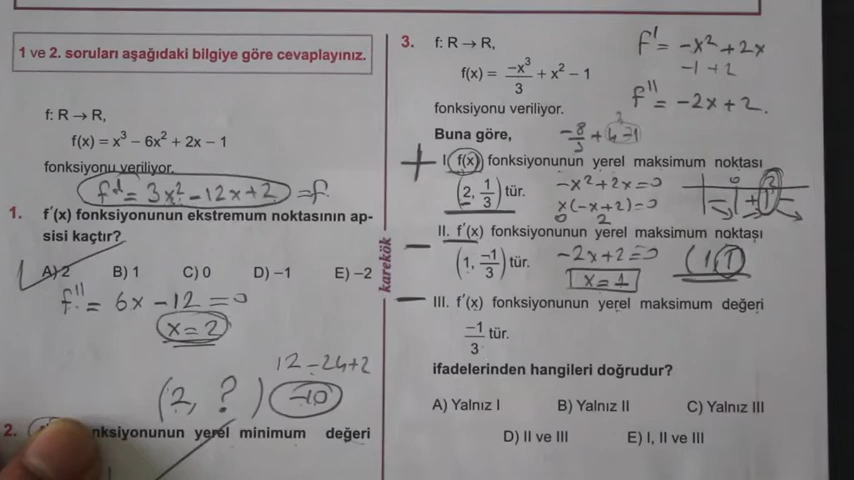 1 ve 2. soruları aşağıdaki bilgiye göre cevaplayınız.
f: R → R,
f(x) = x³ − 6x² + 2x − 1
fonksiyonu veriliyor.
f' = 3x² − 12x + 2
1. f'(x) fonksiyonunun ekstremum noktasının ap-
sisi kaçtır?
A) 2 B) 1 C) 0 D) −1 E) −2
f'' = 6x − 12 = 0
x = 2
12 − 24 + 2
(2, ?) −10
2. nksiyonunun yerel minimum değeri
karekök
3. f: R → R,
f(x) = −x³/3 + x² − 1
fonksiyonu veriliyor.
f' = −x² + 2x
−1 + 2
f'' = −2x + 2.
Buna göre,
−8/3 + 4 − 1
I. f(x) fonksiyonunun yerel maksimum noktası
(2, 1/3) tür.
−x² + 2x = 0
x(−x + 2) = 0
0 2
0 2
− + −
II. f'(x) fonksiyonunun yerel maksimum noktası
(1, −1/3) tür.
−2x + 2 = 0
x = 1
(1, 1)
III. f'(x) fonksiyonunun yerel maksimum değeri
−1/3 tür.
ifadelerinden hangileri doğrudur?
A) Yalnız I B) Yalnız II C) Yalnız III
D) II ve III E) I, II ve III